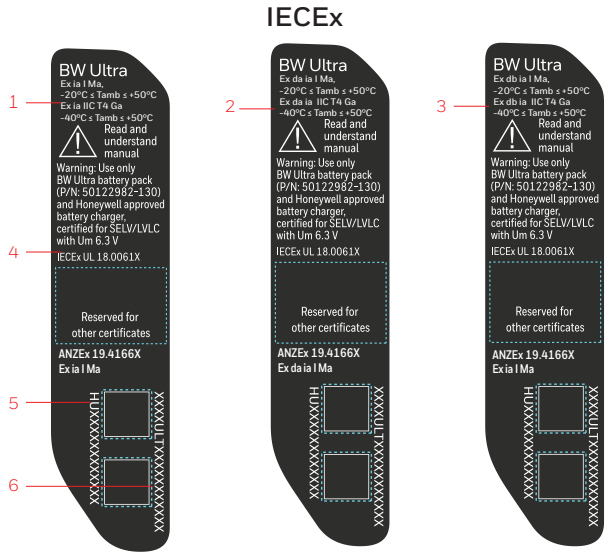 IECEx
BW Ultra
Ex ia I Ma,
-20°C ≤ Tamb ≤ +50°C
Ex ia IIC T4 Ga
-40°C ≤ Tamb ≤ +50°C
Read and
understand
manual
Warning: Use only
BW Ultra battery pack
(P/N: 50122982-130)
and Honeywell approved
battery charger,
certified for SELV/LVLC
with Um 6.3 V
IECEx UL 18.0061X
Reserved for
other certificates
ANZEx 19.4166X
Ex ia I Ma
HUXXXXXXXXXXX
XXXXULTXXXXXXXXXX
1
4
5
6
BW Ultra
Ex da ia I Ma,
-20°C ≤ Tamb ≤ +50°C
Ex da ia IIC T4 Ga
-40°C ≤ Tamb ≤ +50°C
Read and
understand
manual
Warning: Use only
BW Ultra battery pack
(P/N: 50122982-130)
and Honeywell approved
battery charger,
certified for SELV/LVLC
with Um 6.3 V
IECEx UL 18.0061X
Reserved for
other certificates
ANZEx 19.4166X
Ex da ia I Ma
HUXXXXXXXXXXX
XXXXULTXXXXXXXXXX
2
BW Ultra
Ex db ia I Ma,
-20°C ≤ Tamb ≤ +50°C
Ex db ia IIC T4 Ga
-40°C ≤ Tamb ≤ +50°C
Read and
understand
manual
Warning: Use only
BW Ultra battery pack
(P/N: 50122982-130)
and Honeywell approved
battery charger,
certified for SELV/LVLC
with Um 6.3 V
IECEx UL 18.0061X
Reserved for
other certificates
ANZEx 19.4166X
Ex ia I Ma
HUXXXXXXXXXXX
XXXXULTXXXXXXXXXX
3